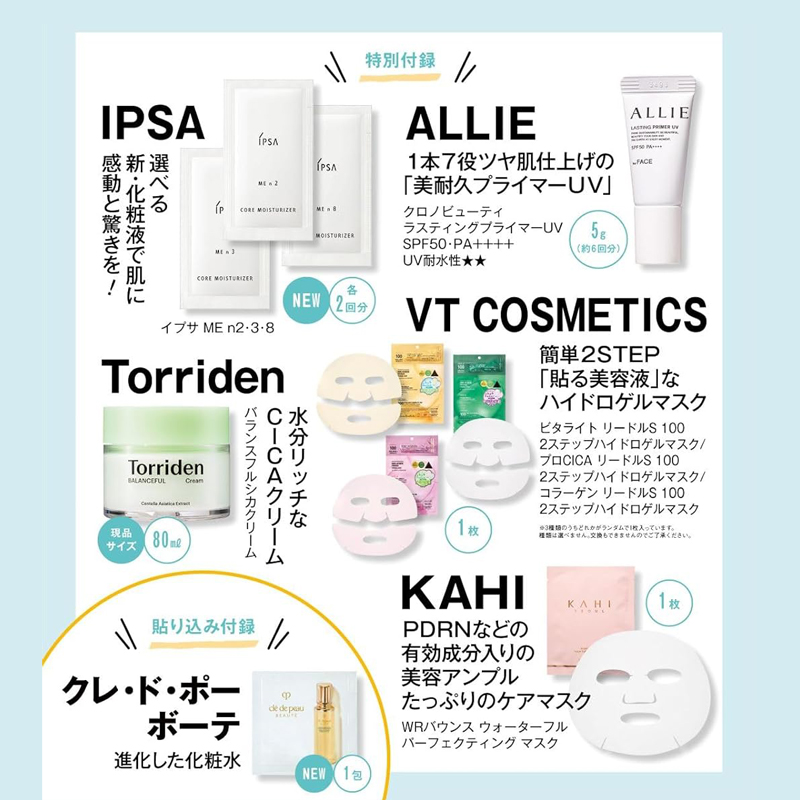 特別付録
IPSA
選べる
新・化粧液で肌に
感動と驚きを!
ΊPSA
ME n 2
CORE MOISTURIZER
ME n 8
ME n 3
CORE MOISTURIZER
NEW
各
2回分
イプサ ME n2・3・8
ALLIE
1本7役ツヤ肌仕上げの
「美耐久プライマーUV」
クロノビューティ
ラスティングプライマーUV
SPF50・PA++++
UV耐水性★★
ALLIE
LASTING PRIMER UV
SPF50 PA++++
FACE
5g
(約6回分)
VT COSMETICS
簡単2STEP
「貼る美容液」な
ハイドロゲルマスク
ビタライト リードルS 100
2ステップハイドロゲルマスク/
プロCICA リードルS 100
2ステップハイドロゲルマスク/
コラーゲン リードルS 100
2ステップハイドロゲルマスク
※3種類のうちどれかがランダムで1枚入っています。
種類は選べません。交換もできませんのでご了承ください。
1枚
Torriden
水分リッチな
CICAクリーム
バランスフルシカクリーム
Torriden
BALANCEFUL Cream
Centella Asiatica Extract
現品
サイズ
80ml
KAHI
PDRNなどの
有効成分入りの
美容アンプル
たっぷりのケアマスク
WRバウンス ウォーターフル
パーフェクティング マスク
KAHI
1枚
貼り込み付録
クレ・ド・ポー
ボーテ
進化した化粧水
clé de peau
BEAUTÉ
NEW
1包